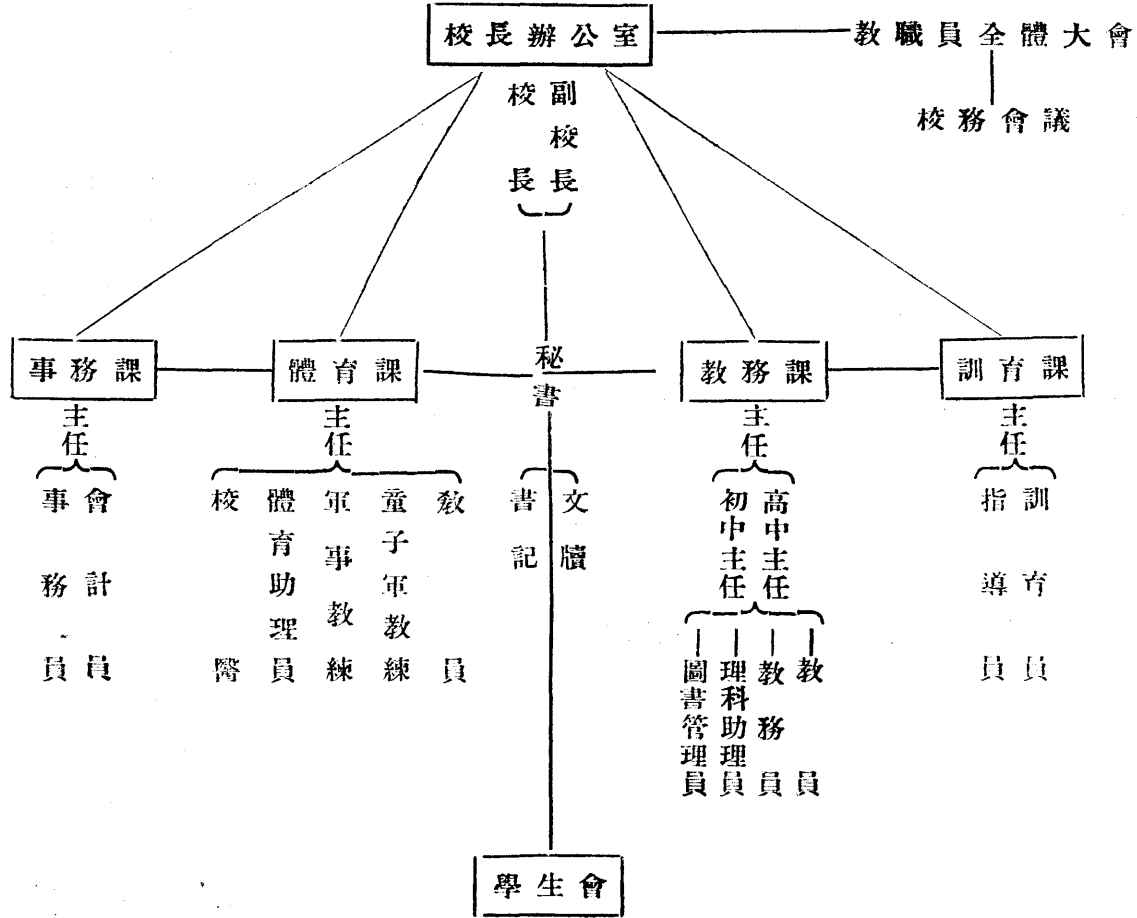 校長辦公室
教職員全體大會
校務會議
副校長
校長
訓育課
教務課
秘書
體育課
事務課
主任
主任
主任
主任
訓育員
指導員
高中主任
初中主任
教員
教務員
理科助理員
圖書管理員
文牘
書記
教員
童子軍教練
軍事教練
體育助理員
校醫
會計員
事務員
學生會